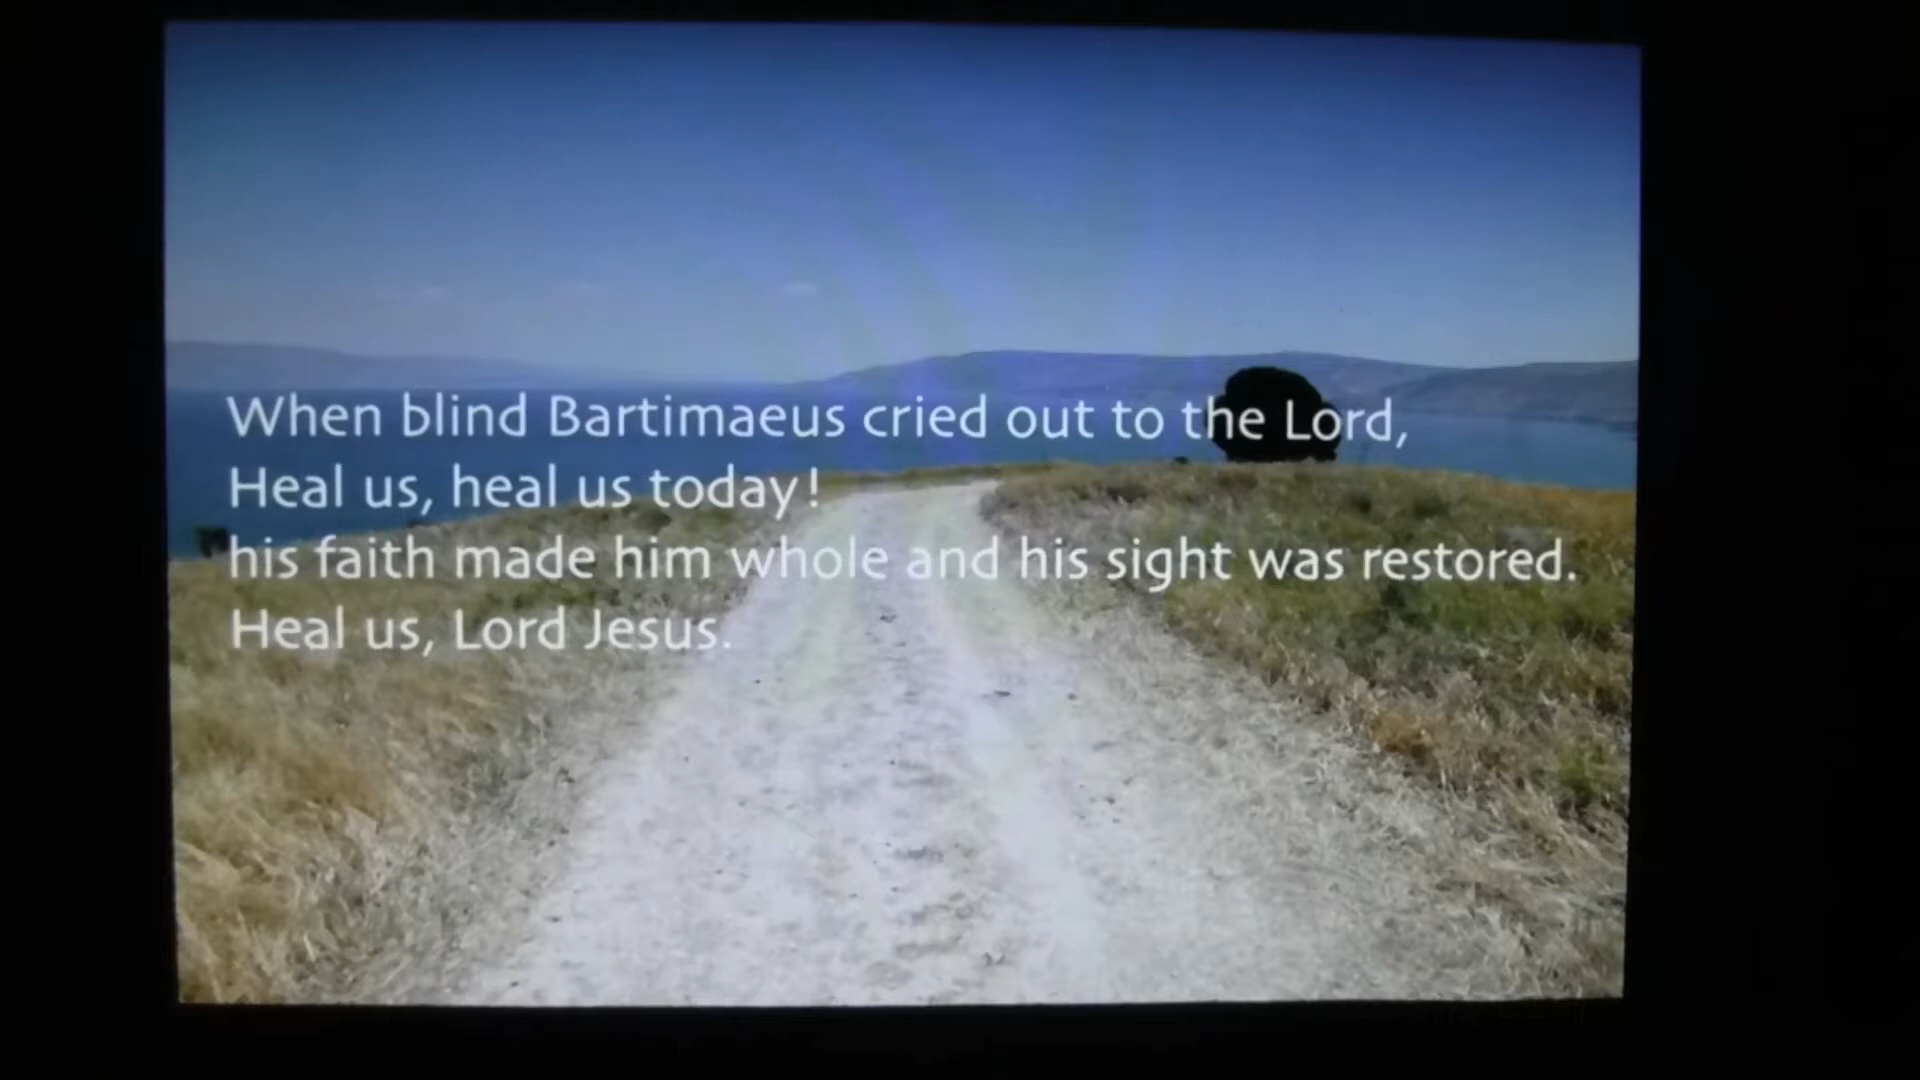 When blind Bartimaeus cried out to the Lord,
Heal us, heal us today!
his faith made him whole and his sight was restored.
Heal us, Lord Jesus.